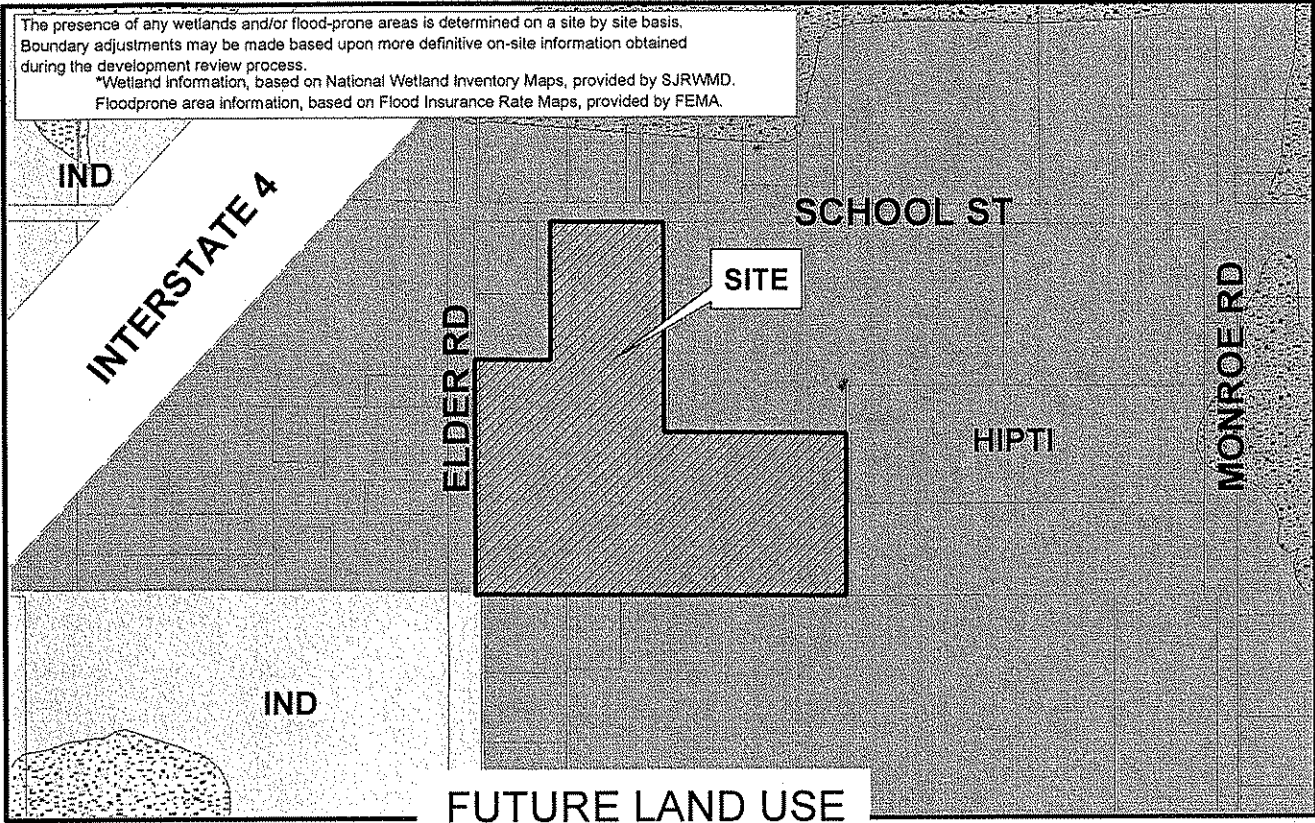 The presence of any wetlands and/or flood-prone areas is determined on a site by site basis.
Boundary adjustments may be made based upon more definitive on-site information obtained
during the development review process.
*Wetland information, based on National Wetland Inventory Maps, provided by SJRWMD.
Floodprone area information, based on Flood Insurance Rate Maps, provided by FEMA.
IND
INTERSTATE 4
SCHOOL ST
SITE
ELDER RD
MONROE RD
HIPTI
IND
FUTURE LAND USE